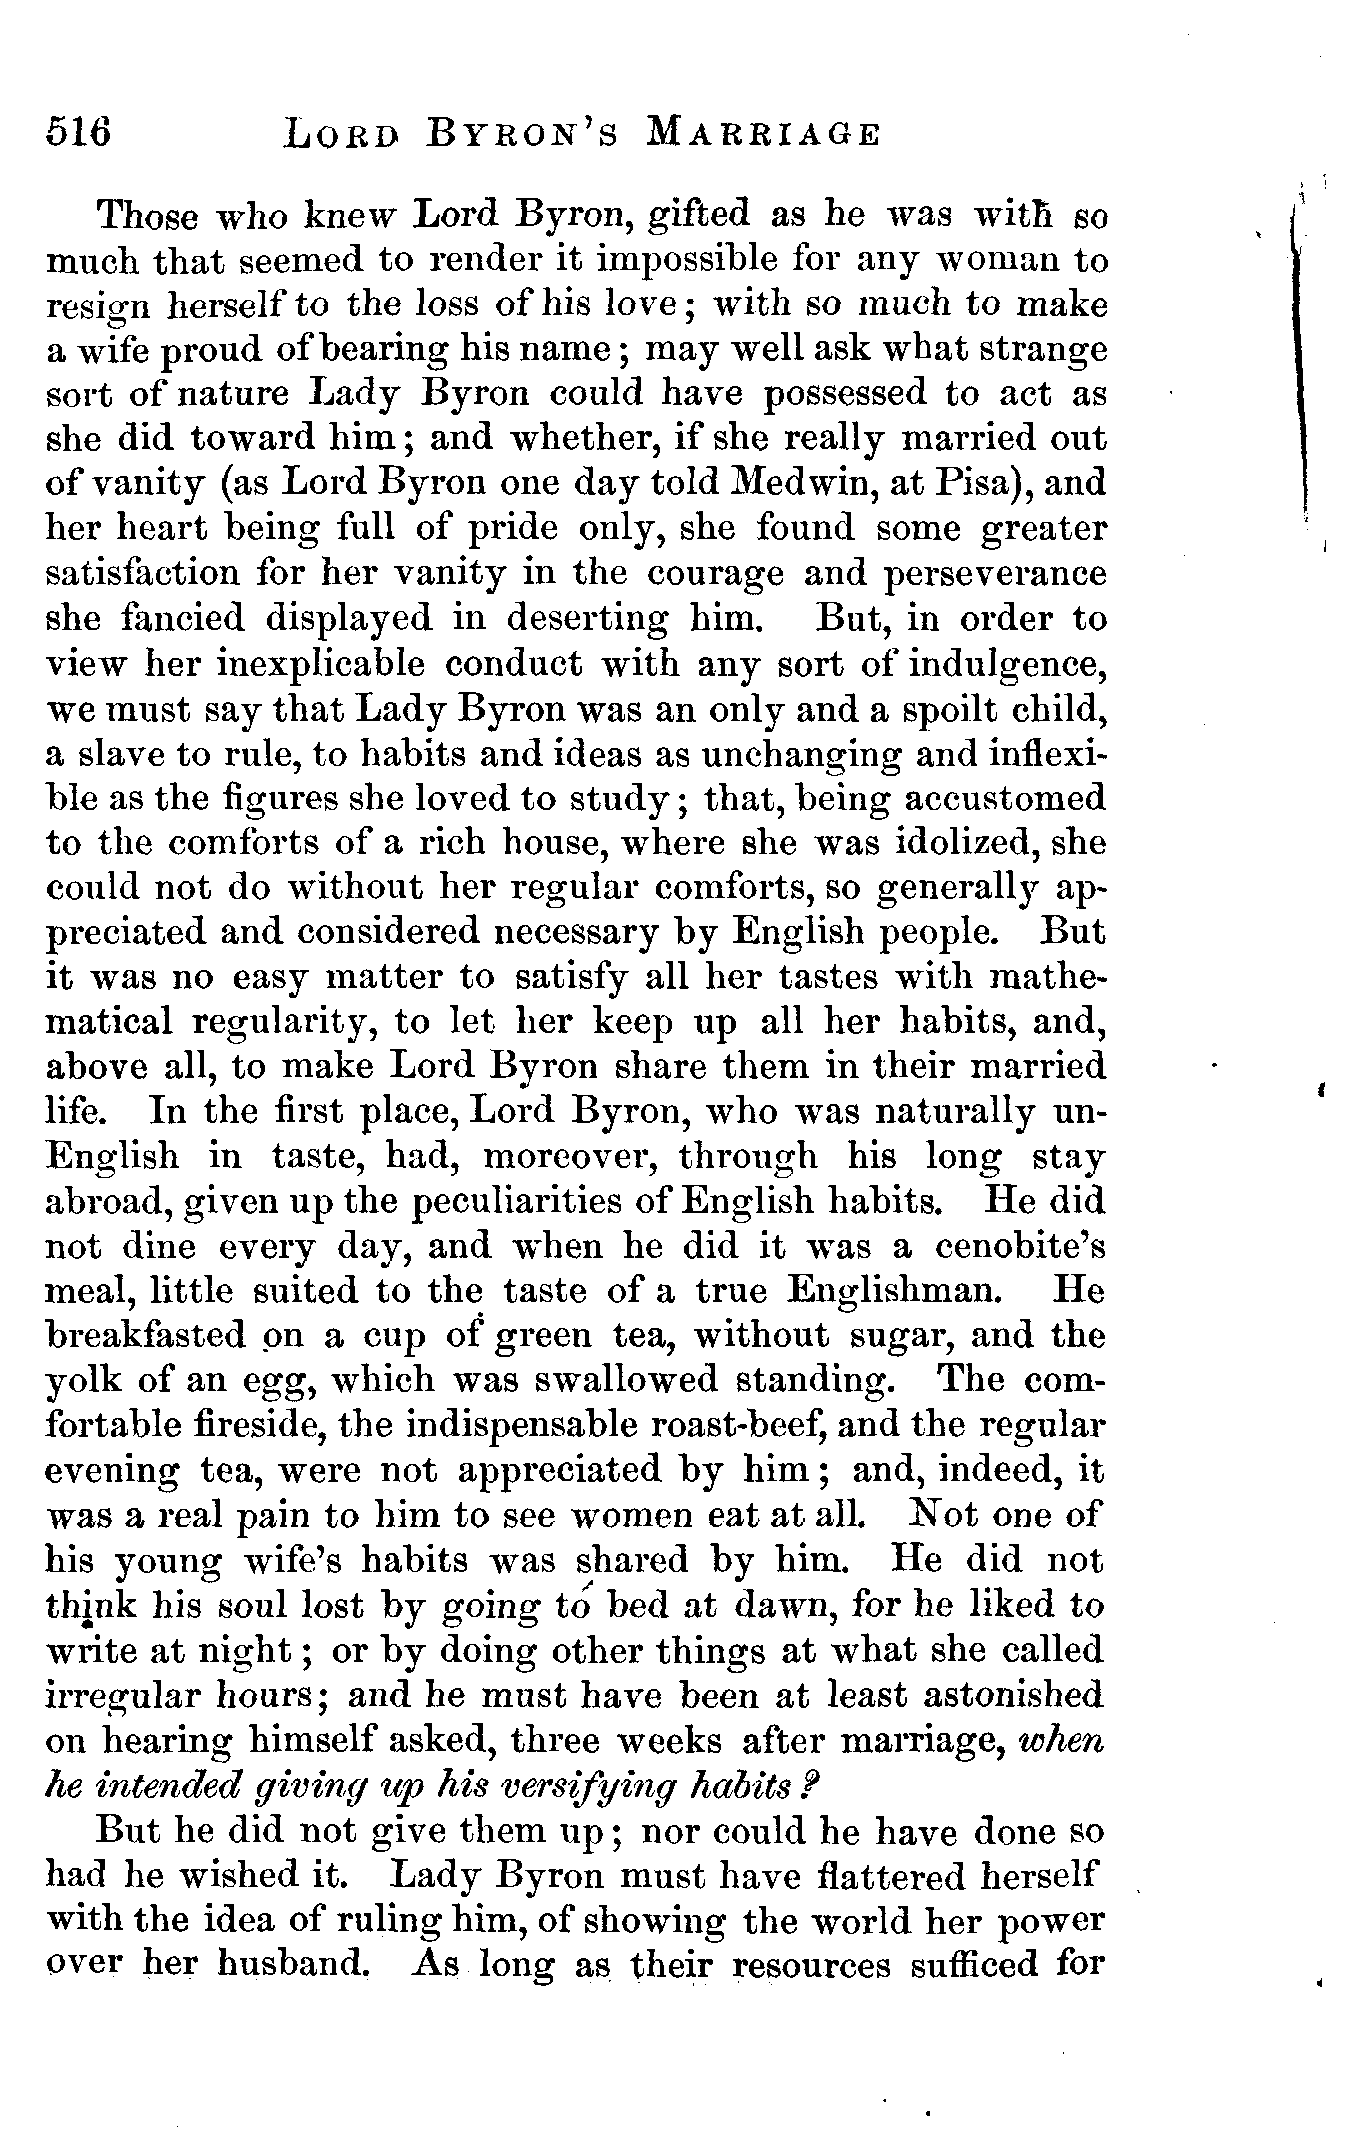 516 LORD BYRON'S MARRIAGE
Those who knew Lord Byron, gifted as he was with so
much that seemed to render it impossible for any woman to
resign herself to the loss of his love; with so much to make
a wife proud of bearing his name; may well ask what strange
sort of nature Lady Byron could have possessed to act as
she did toward him; and whether, if she really married out
of vanity (as Lord Byron one day told Medwin, at Pisa), and
her heart being full of pride only, she found some greater
satisfaction for her vanity in the courage and perseverance
she fancied displayed in deserting him. But, in order to
view her inexplicable conduct with any sort of indulgence,
we must say that Lady Byron was an only and a spoilt child,
a slave to rule, to habits and ideas as unchanging and inflexi-
ble as the figures she loved to study; that, being accustomed
to the comforts of a rich house, where she was idolized, she
could not do without her regular comforts, so generally ap-
preciated and considered necessary by English people. But
it was no easy matter to satisfy all her tastes with mathe-
matical regularity, to let her keep up all her habits, and,
above all, to make Lord Byron share them in their married
life. In the first place, Lord Byron, who was naturally un-
English in taste, had, moreover, through his long stay
abroad, given up the peculiarities of English habits. He did
not dine every day, and when he did it was a cenobite's
meal, little suited to the taste of a true Englishman. He
breakfasted on a cup of green tea, without sugar, and the
yolk of an egg, which was swallowed standing. The com-
fortable fireside, the indispensable roast-beef, and the regular
evening tea, were not appreciated by him; and, indeed, it
was a real pain to him to see women eat at all. Not one of
his young wife's habits was shared by him. He did not
think his soul lost by going to bed at dawn, for he liked to
write at night; or by doing other things at what she called
irregular hours; and he must have been at least astonished
on hearing himself asked, three weeks after marriage, when
he intended giving up his versifying habits?
But he did not give them up; nor could he have done so
had he wished it. Lady Byron must have flattered herself
with the idea of ruling him, of showing the world her power
over her husband. As long as their resources sufficed for